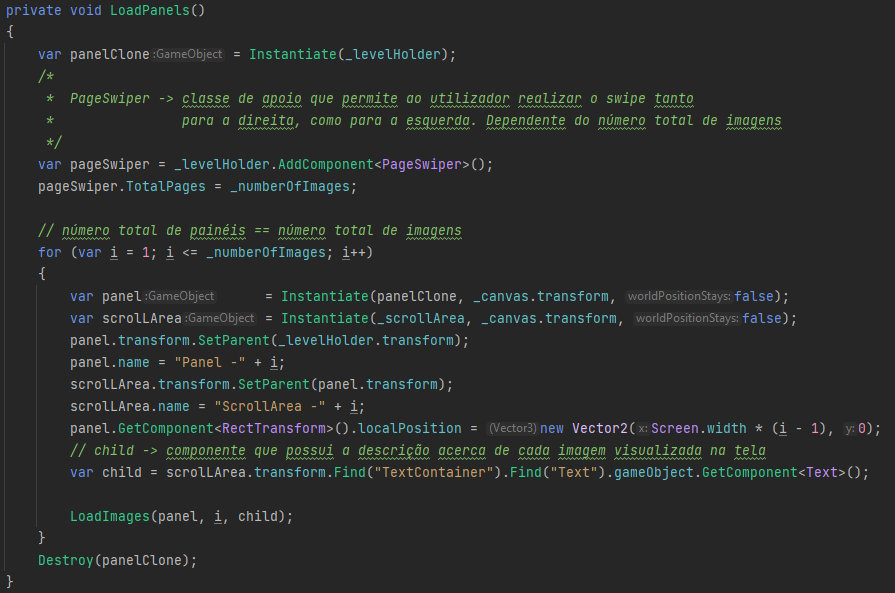 private void LoadPanels()
{
    var panelClone :GameObject = Instantiate(_levelHolder);
    /*
     *  PageSwiper -> classe de apoio que permite ao utilizador realizar o swipe tanto
     *                para a direita, como para a esquerda. Dependente do número total de imagens
     */
    var pageSwiper = _levelHolder.AddComponent<PageSwiper>();
    pageSwiper.TotalPages = _numberOfImages;

    // número total de painéis == número total de imagens
    for (var i = 1; i <= _numberOfImages; i++)
    {
        var panel :GameObject = Instantiate(panelClone, _canvas.transform, worldPositionStays: false);
        var scrollArea :GameObject = Instantiate(_scrollArea, _canvas.transform, worldPositionStays: false);
        panel.transform.SetParent(_levelHolder.transform);
        panel.name = "Panel -" + i;
        scrolLArea.transform.SetParent(panel.transform);
        scrolLArea.name = "ScrollArea -" + i;
        panel.GetComponent<RectTransform>().localPosition = (Vector3) new Vector2( x: Screen.width * (i - 1), y: 0);
        // child -> componente que possui a descrição acerca de cada imagem visualizada na tela
        var child = scrolLArea.transform.Find("TextContainer").Find("Text").gameObject.GetComponent<Text>();

        LoadImages(panel, i, child);
    }
    Destroy(panelClone);
}